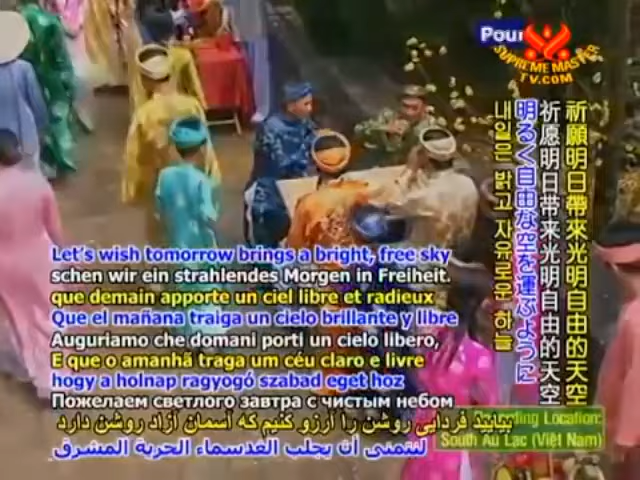 Pour
SUPREME MASTER
TV.COM
祈願明日帶來光明自由的天空
祈愿明日带来光明自由的天空
明るく自由な空を運ぶように
내일은 밝고 자유로운 하늘
Let's wish tomorrow brings a bright, free sky
schen wir ein strahlendes Morgen in Freiheit.
que demain apporte un ciel libre et radieux
Que el mañana traiga un cielo brillante y libre
Auguriamo che domani porti un cielo libero,
E que o amanhã traga um céu claro e livre
hogy a holnap ragyogó szabad eget hoz
Пожелаем светлого завтра с чистым небом
بیایید فردایی روشن را آرزو کنیم که آسمان آزاد روشن دارد
لنتمنى أن يجلب الغد سماء الحرية المشرق
Location:
South Au Lac (Việt Nam)